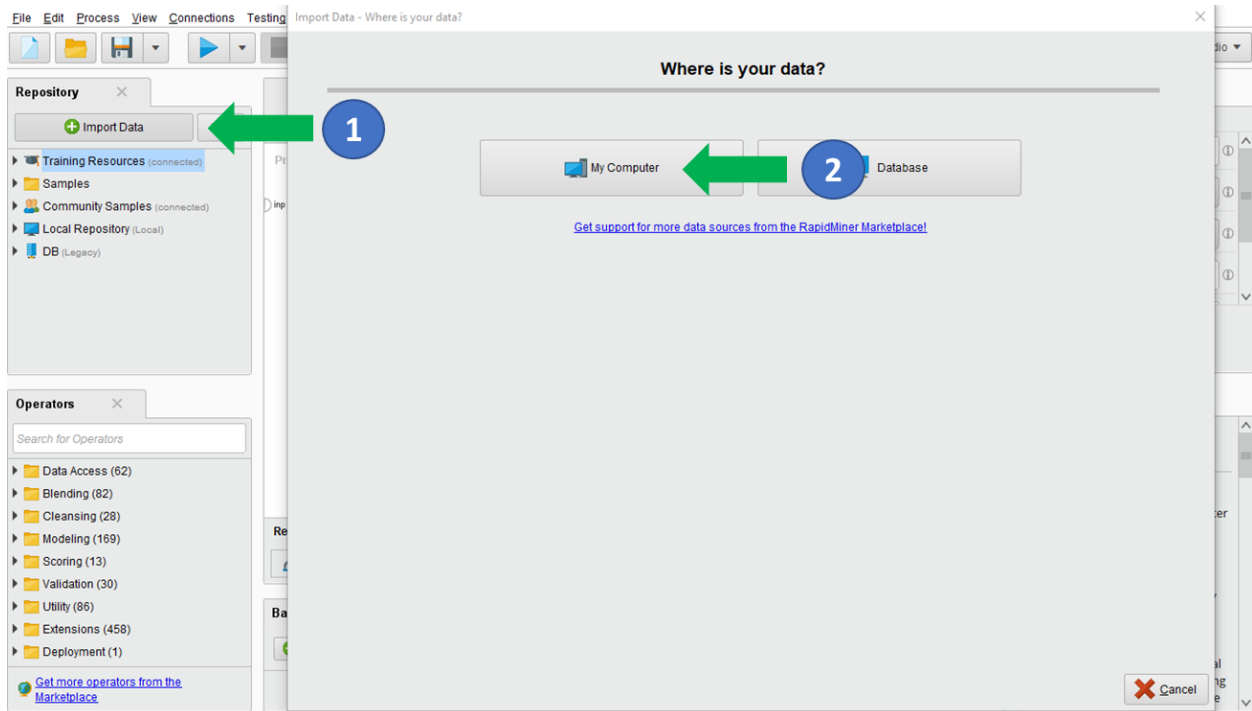 File Edit Process View Connections Testing
Import Data - Where is your data?
Where is your data?
Repository
Import Data
1
Training Resources (connected)
Samples
Community Samples (connected)
Local Repository (Local)
DB (Legacy)
inp
My Computer
2
Database
Get support for more data sources from the RapidMiner Marketplace!
Operators
Search for Operators
Data Access (62)
Blending (82)
Cleansing (28)
Modeling (169)
Scoring (13)
Validation (30)
Utility (86)
Extensions (458)
Deployment (1)
Get more operators from the
Marketplace
Cancel